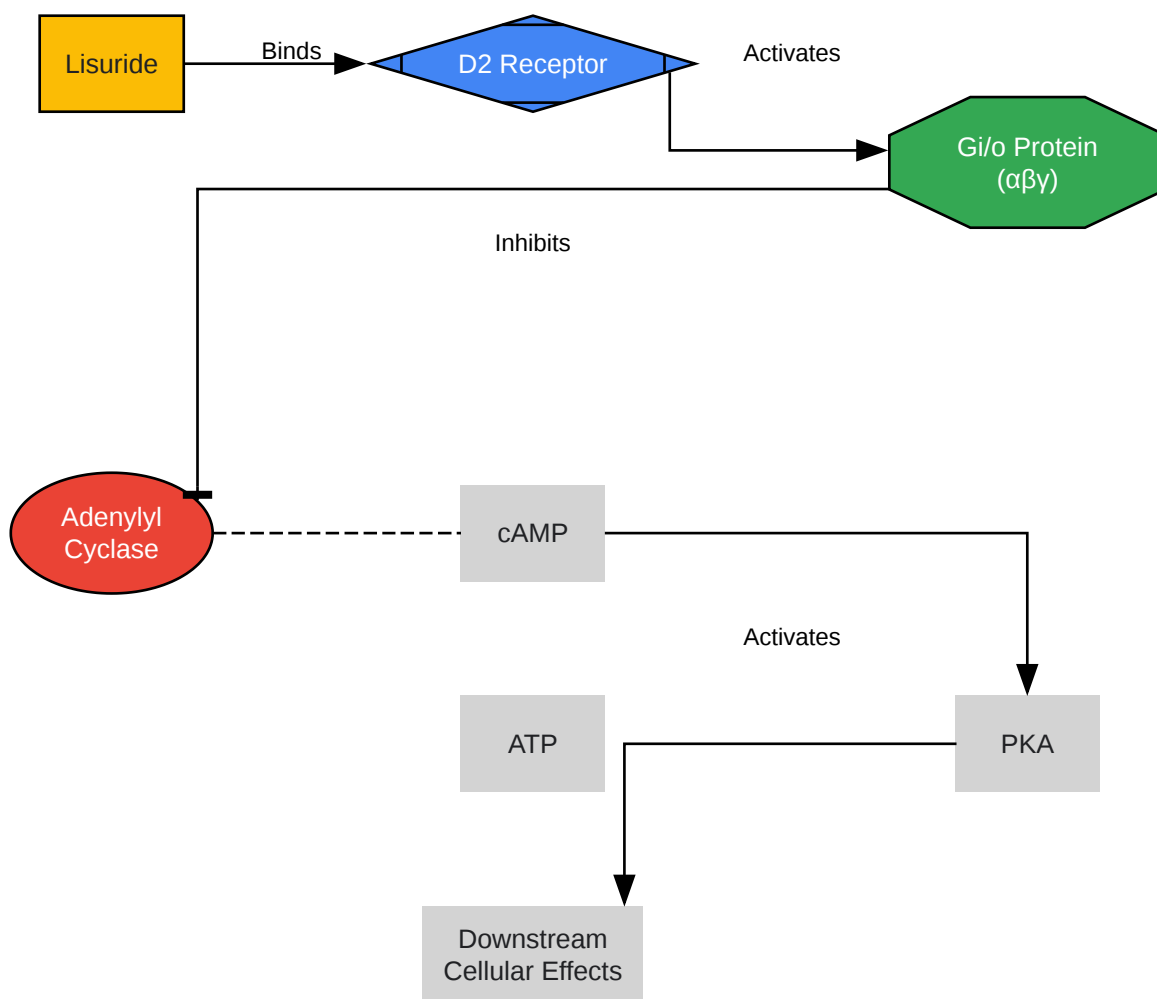 Lisuride
Binds
D2 Receptor
Activates
Gi/o Protein
(αβγ)
Inhibits
Adenylyl
Cyclase
cAMP
Activates
ATP
PKA
Downstream
Cellular Effects